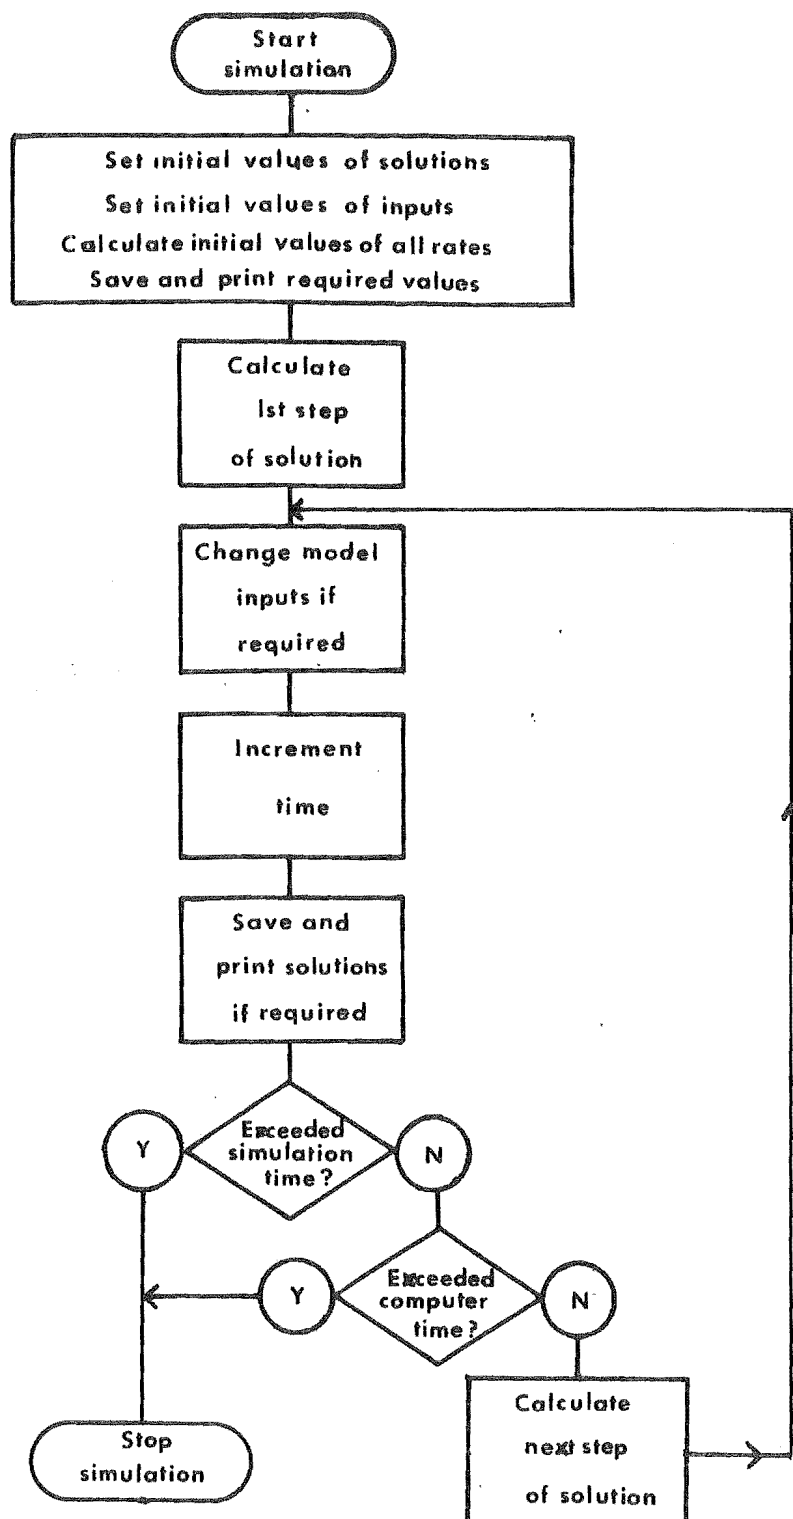 Start
simulation
Set initial values of solutions
Set initial values of inputs
Calculate initial values of all rates
Save and print required values
Calculate
1st step
of solution
Change model
inputs if
required
Increment
time
Save and
print solutions
if required
Exceeded
simulation
time?
Y
N
Exceeded
computer
time?
Y
N
Calculate
next step
of solution
Stop
simulation